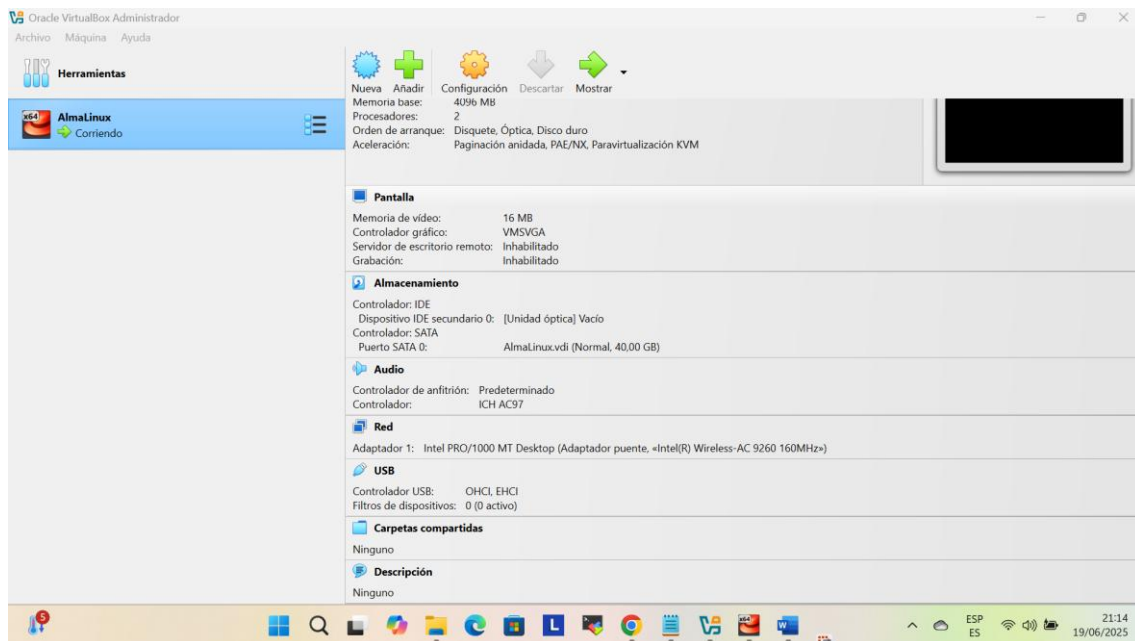 Oracle VirtualBox Administrador
Archivo Máquina Ayuda
Herramientas
AlmaLinux
Corriendo
Nueva Añadir Configuración Descartar Mostrar
Memoria base: 4096 MB
Procesadores: 2
Orden de arranque: Disquete, Óptica, Disco duro
Aceleración: Paginación anidada, PAE/NX, Paravirtualización KVM
Pantalla
Memoria de vídeo: 16 MB
Controlador gráfico: VMSVGA
Servidor de escritorio remoto: Inhabilitado
Grabación: Inhabilitado
Almacenamiento
Controlador: IDE
Dispositivo IDE secundario 0: [Unidad óptica] Vacío
Controlador: SATA
Puerto SATA 0: AlmaLinux.vdi (Normal, 40,00 GB)
Audio
Controlador de anfitrión: Predeterminado
Controlador: ICH AC97
Red
Adaptador 1: Intel PRO/1000 MT Desktop (Adaptador puente, «Intel(R) Wireless-AC 9260 160MHz»)
USB
Controlador USB: OHCI, EHCI
Filtros de dispositivos: 0 (0 activo)
Carpetas compartidas
Ninguno
Descripción
Ninguno
5
ESP
ES
21:14
19/06/2025